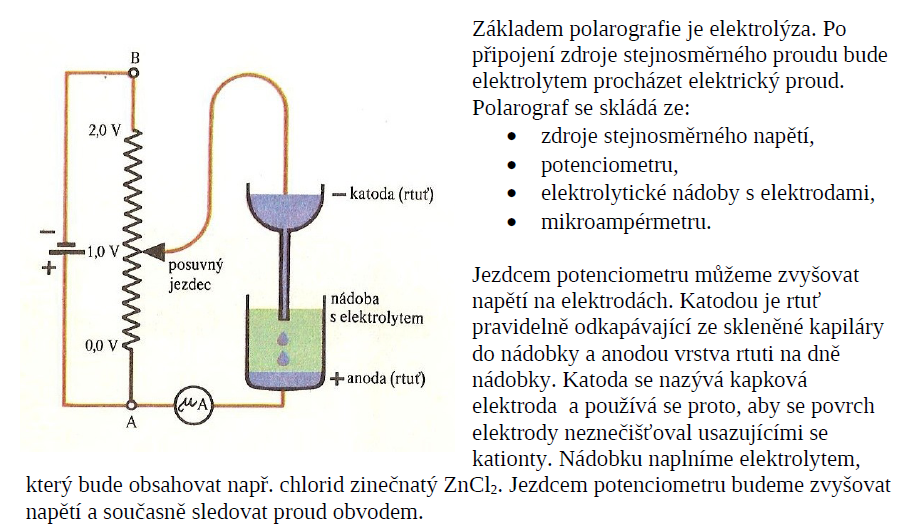 B
2,0 V
1,0 V
0,0 V
A
−
+
posuvný
jezdec
μA
− katoda (rtuť)
nádoba
s elektrolytem
+ anoda (rtuť)
Základem polarografie je elektrolýza. Po
připojení zdroje stejnosměrného proudu bude
elektrolytem procházet elektrický proud.
Polarograf se skládá ze:
• zdroje stejnosměrného napětí,
• potenciometru,
• elektrolytické nádoby s elektrodami,
• mikroampérmetru.
Jezdcem potenciometru můžeme zvyšovat
napětí na elektrodách. Katodou je rtuť
pravidelně odkapávající ze skleněné kapiláry
do nádobky a anodou vrstva rtuti na dně
nádobky. Katoda se nazývá kapková
elektroda a používá se proto, aby se povrch
elektrody neznečišťoval usazujícími se
kationty. Nádobku naplníme elektrolytem,
který bude obsahovat např. chlorid zinečnatý ZnCl₂. Jezdcem potenciometru budeme zvyšovat
napětí a současně sledovat proud obvodem.